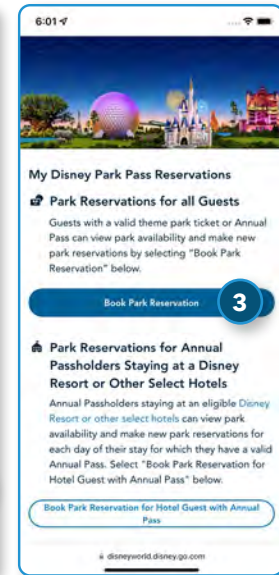 6:01
My Disney Park Pass Reservations
Park Reservations for all Guests
Guests with a valid theme park ticket or Annual
Pass can view park availability and make new
park reservations by selecting "Book Park
Reservation" below.
Book Park Reservation
3
Park Reservations for Annual
Passholders Staying at a Disney
Resort or Other Select Hotels
Annual Passholders staying at an eligible Disney
Resort or other select hotels can view park
availability and make new park reservations for
each day of their stay for which they have a valid
Annual Pass. Select "Book Park Reservation for
Hotel Guest with Annual Pass" below.
Book Park Reservation for Hotel Guest with Annual
Pass
disneyworld.disney.go.com